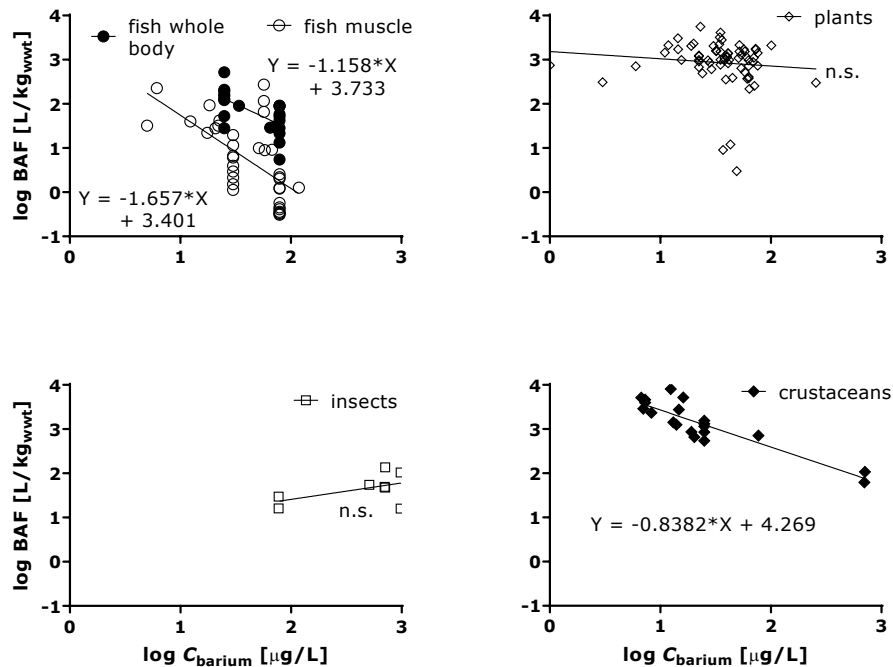 fish whole
body
fish muscle
Y = -1.158*X
+ 3.733
Y = -1.657*X
+ 3.401
log BAF [L/kgwwt]
4
3
2
1
0
-1
0 1 2 3
plants
n.s.
4
3
2
1
0
-1
0 1 2 3
insects
n.s.
log BAF [L/kgwwt]
4
3
2
1
0
-1
0 1 2 3
log Cbarium [µg/L]
crustaceans
Y = -0.8382*X + 4.269
4
3
2
1
0
-1
0 1 2 3
log Cbarium [µg/L]